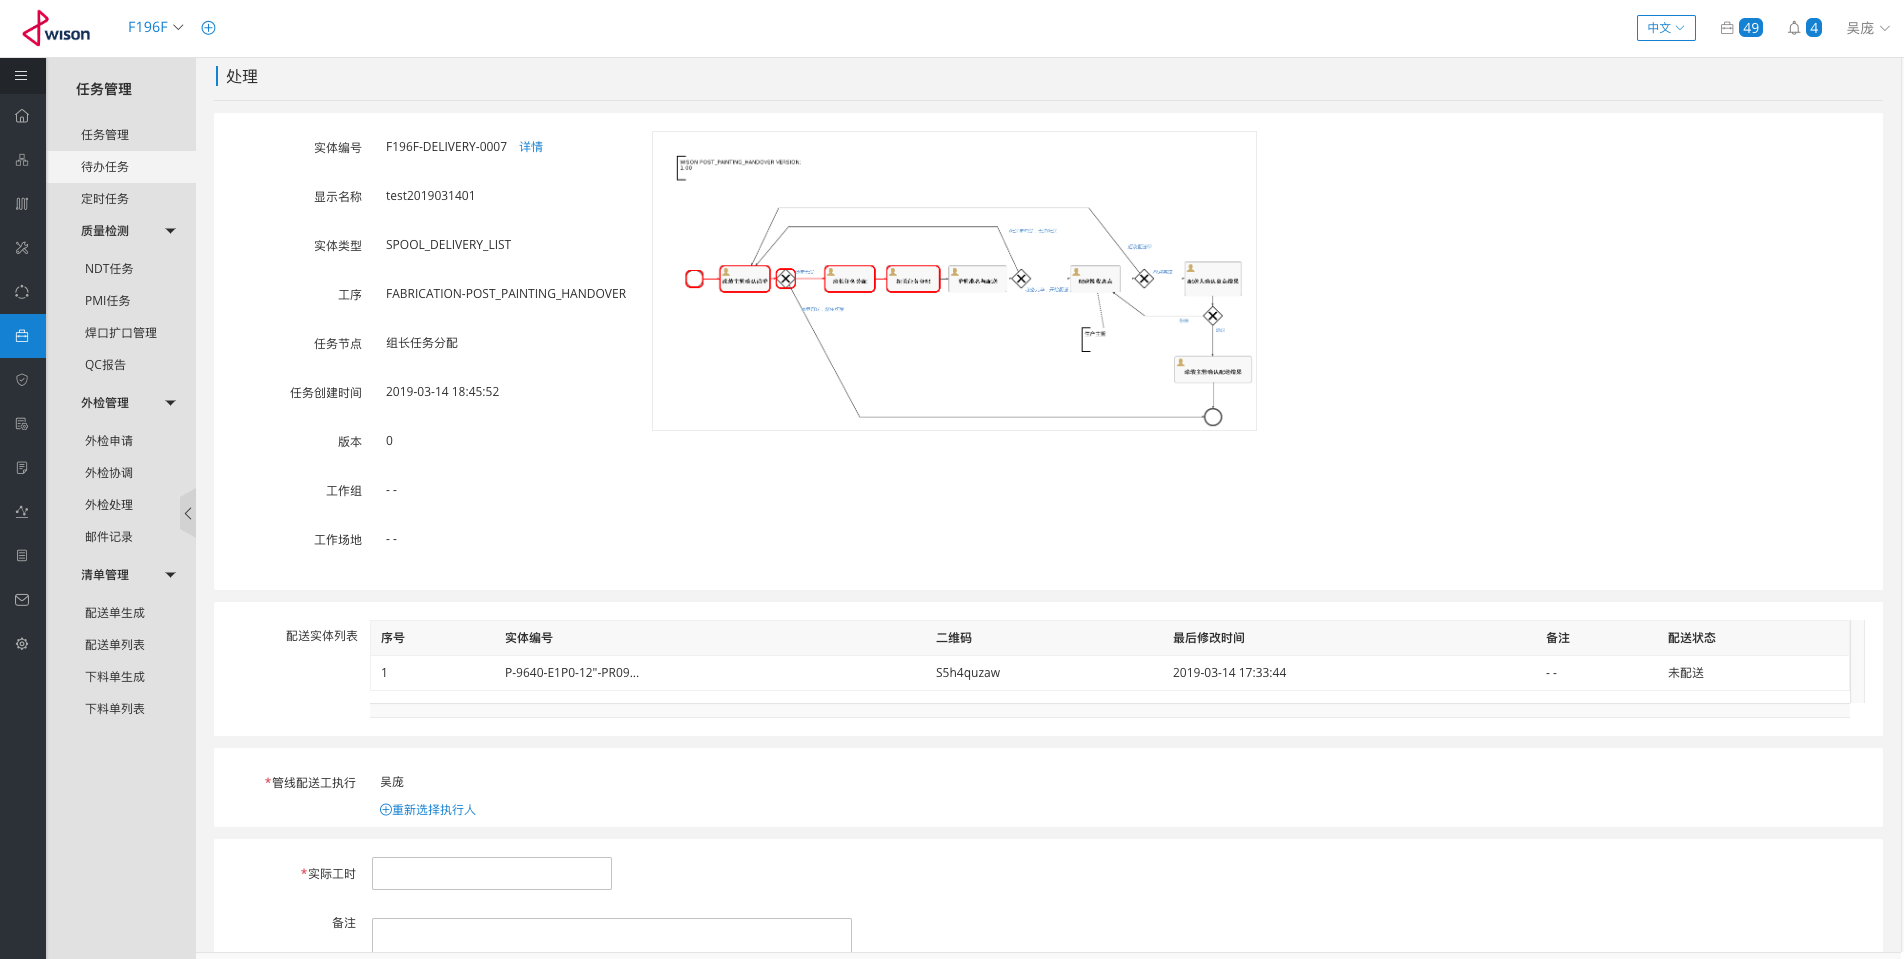 wison
F196F
中文
49
4
吴庞
任务管理
任务管理
待办任务
定时任务
质量检测
NDT任务
PMI任务
焊口扩口管理
QC报告
外检管理
外检申请
外检协调
外检处理
邮件记录
清单管理
配送单生成
配送单列表
下料单生成
下料单列表
处理
实体编号 F196F-DELIVERY-0007 详情
显示名称 test2019031401
实体类型 SPOOL_DELIVERY_LIST
工序 FABRICATION-POST_PAINTING_HANDOVER
任务节点 组长任务分配
任务创建时间 2019-03-14 18:45:52
版本 0
工作组 - -
工作场地 - -
WISON POST_PAINTING_HANDOVER VERSION:
1.00
配送实体列表
序号 实体编号 二维码 最后修改时间 备注 配送状态
1 P-9640-E1P0-12"-PR09... S5h4quzaw 2019-03-14 17:33:44 - - 未配送
*管线配送工执行 吴庞
重新选择执行人
*实际工时
备注